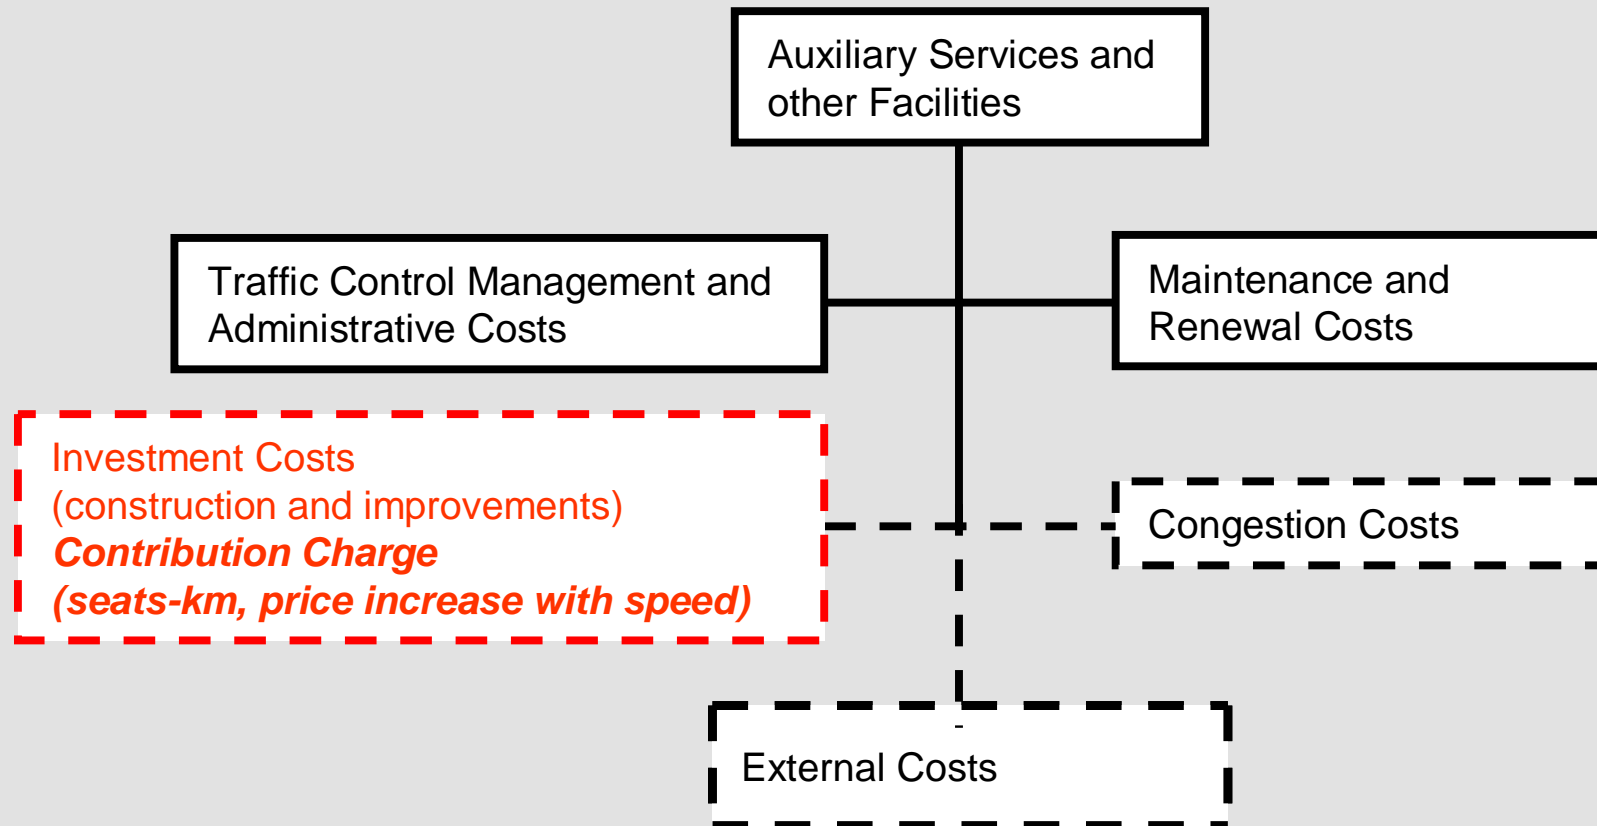 Auxiliary Services and
other Facilities
Traffic Control Management and
Administrative Costs
Maintenance and
Renewal Costs
Investment Costs
(construction and improvements)
Contribution Charge
(seats-km, price increase with speed)
Congestion Costs
External Costs